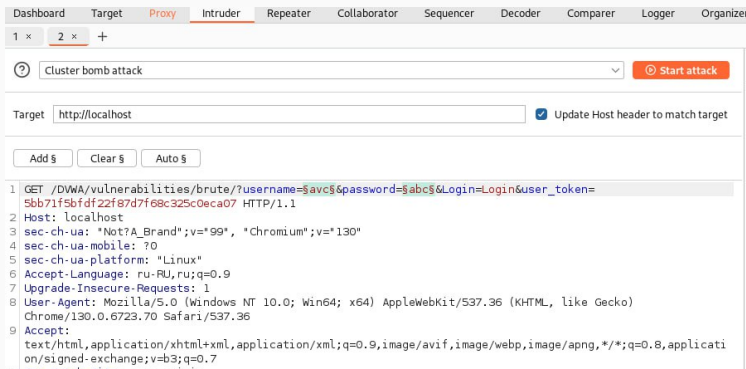 Dashboard Target Proxy Intruder Repeater Collaborator Sequencer Decoder Comparer Logger Organizer
1 × 2 × +
Cluster bomb attack Start attack
Target http://localhost Update Host header to match target
Add § Clear § Auto §
1 GET /DVWA/vulnerabilities/brute/?username=§avc§&password=§abc§&Login=Login&user_token=
5bb71f5bfdf22f87d7f68c325c0eca07 HTTP/1.1
2 Host: localhost
3 sec-ch-ua: "Not?A_Brand";v="99", "Chromium";v="130"
4 sec-ch-ua-mobile: ?0
5 sec-ch-ua-platform: "Linux"
6 Accept-Language: ru-RU,ru;q=0.9
7 Upgrade-Insecure-Requests: 1
8 User-Agent: Mozilla/5.0 (Windows NT 10.0; Win64; x64) AppleWebKit/537.36 (KHTML, like Gecko)
Chrome/130.0.6723.70 Safari/537.36
9 Accept:
text/html,application/xhtml+xml,application/xml;q=0.9,image/avif,image/webp,image/apng,*/*;q=0.8,applicati
on/signed-exchange;v=b3;q=0.7